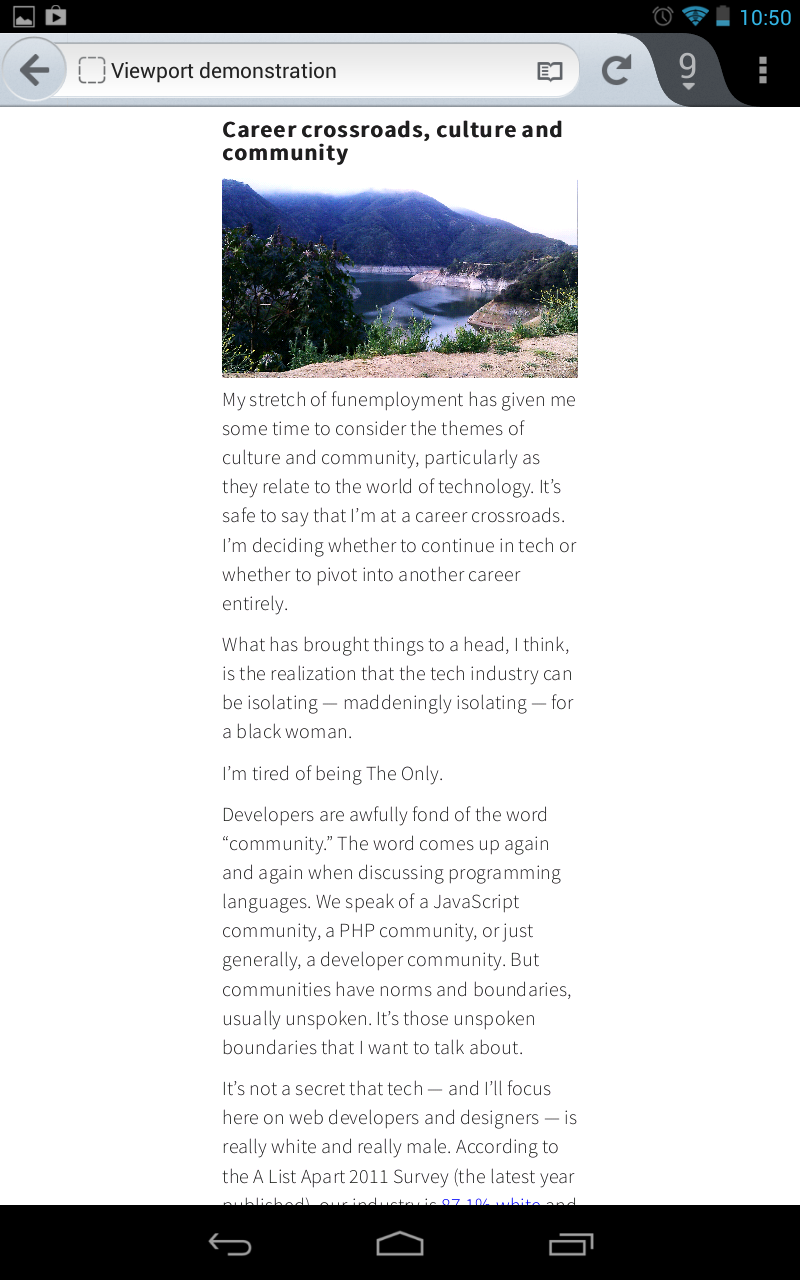 10:50
Viewport demonstration
9
Career crossroads, culture and
community
My stretch of funemployment has given me
some time to consider the themes of
culture and community, particularly as
they relate to the world of technology. It’s
safe to say that I’m at a career crossroads.
I’m deciding whether to continue in tech or
whether to pivot into another career
entirely.
What has brought things to a head, I think,
is the realization that the tech industry can
be isolating — maddeningly isolating — for
a black woman.
I’m tired of being The Only.
Developers are awfully fond of the word
“community.” The word comes up again
and again when discussing programming
languages. We speak of a JavaScript
community, a PHP community, or just
generally, a developer community. But
communities have norms and boundaries,
usually unspoken. It’s those unspoken
boundaries that I want to talk about.
It’s not a secret that tech — and I’ll focus
here on web developers and designers — is
really white and really male. According to
the A List Apart 2011 Survey (the latest year
published), our industry is 87.1% white and